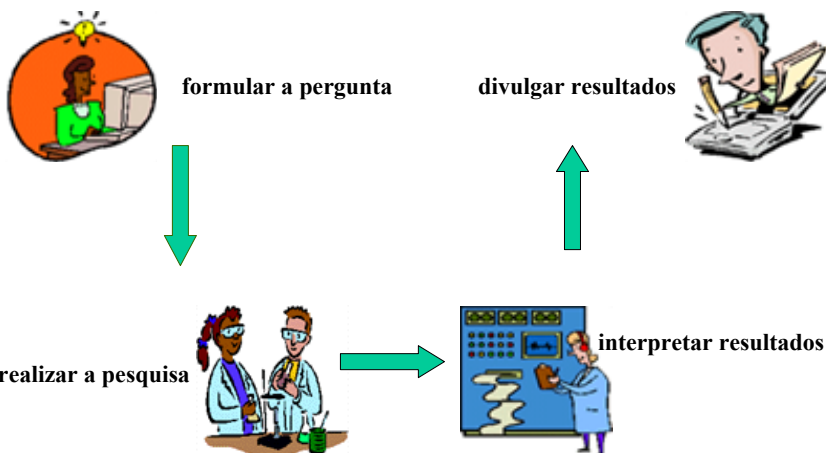 formular a pergunta
divulgar resultados
realizar a pesquisa
interpretar resultados